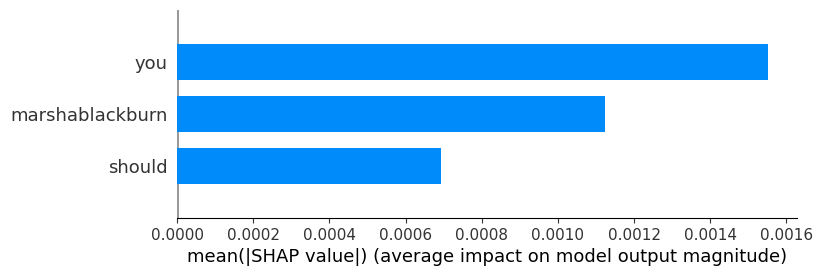 you
marshablackburn
should
0.0000 0.0002 0.0004 0.0006 0.0008 0.0010 0.0012 0.0014 0.0016
mean(|SHAP value|) (average impact on model output magnitude)